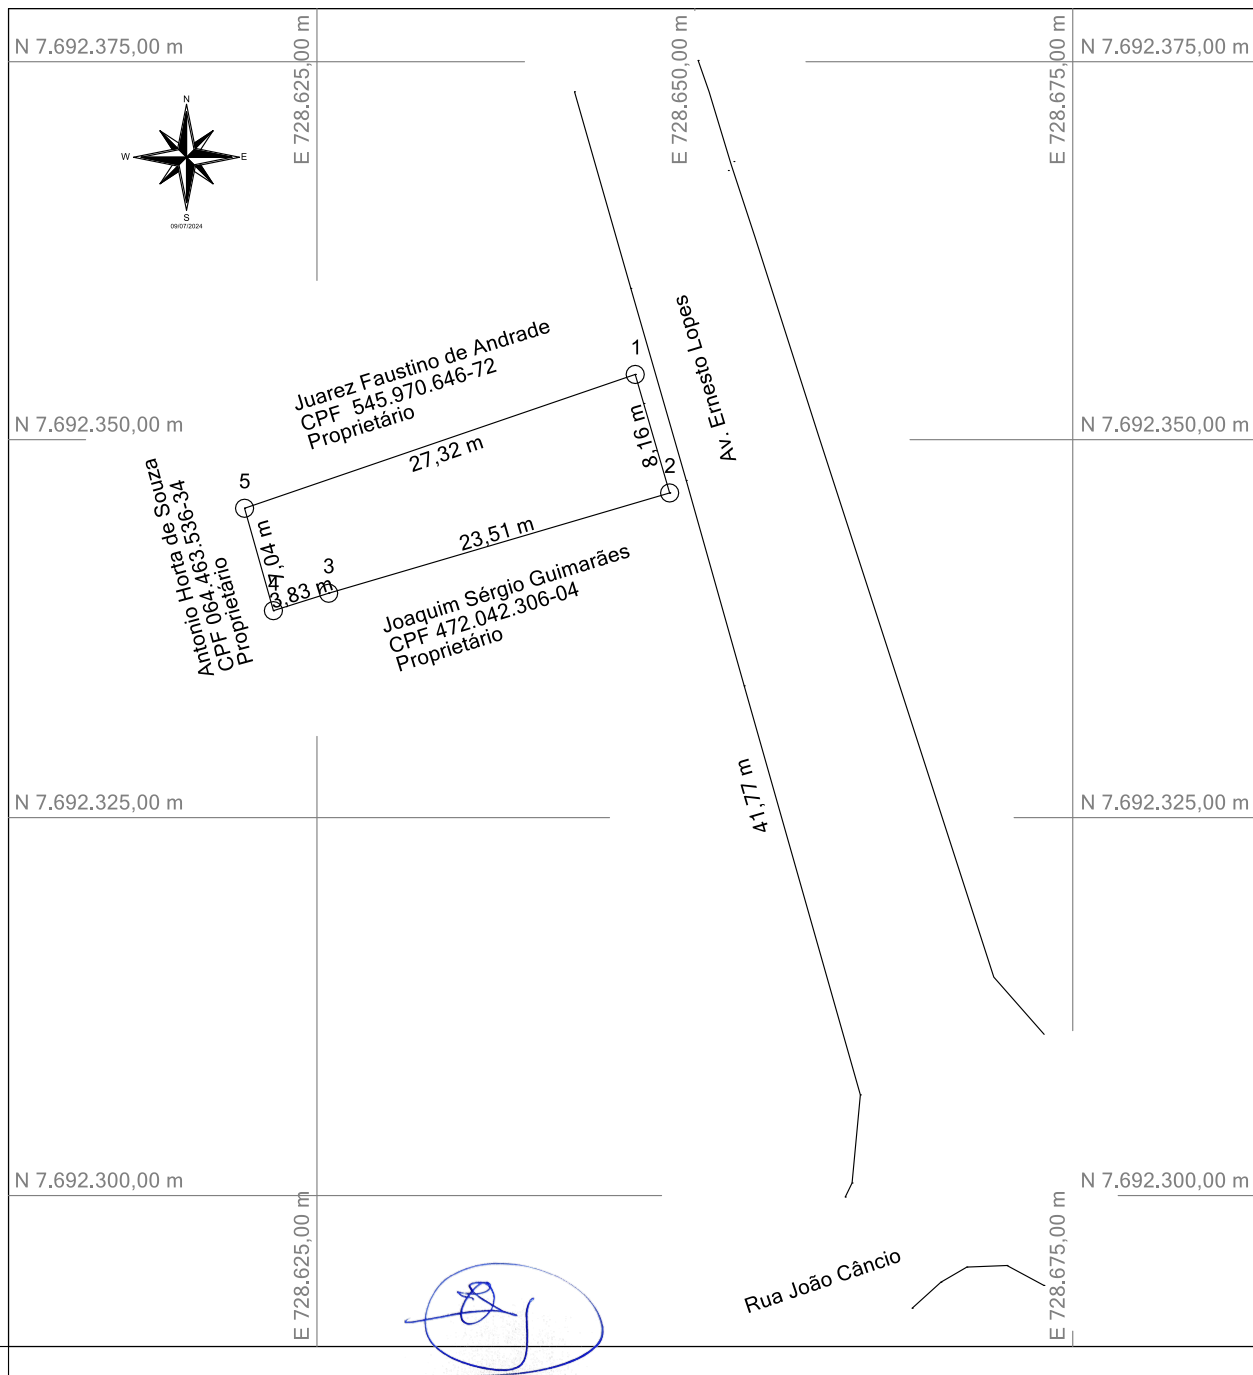 E 728.625,00 m
E 728.650,00 m
E 728.675,00 m
N 7.692.375,00 m
N 7.692.375,00 m
N
W
E
S
09/07/2024
Juarez Faustino de Andrade
CPF 545.970.646-72
Proprietário
1
Av. Ernesto Lopes
N 7.692.350,00 m
N 7.692.350,00 m
27,32 m
8,16 m
2
5
Antonio Horta de Souza
CPF 064.463.536-34
Proprietário
7,04 m
4
3,83 m
3
23,51 m
Joaquim Sérgio Guimarães
CPF 472.042.306-04
Proprietário
41,77 m
N 7.692.325,00 m
N 7.692.325,00 m
N 7.692.300,00 m
N 7.692.300,00 m
E 728.625,00 m
E 728.675,00 m
Rua João Câncio